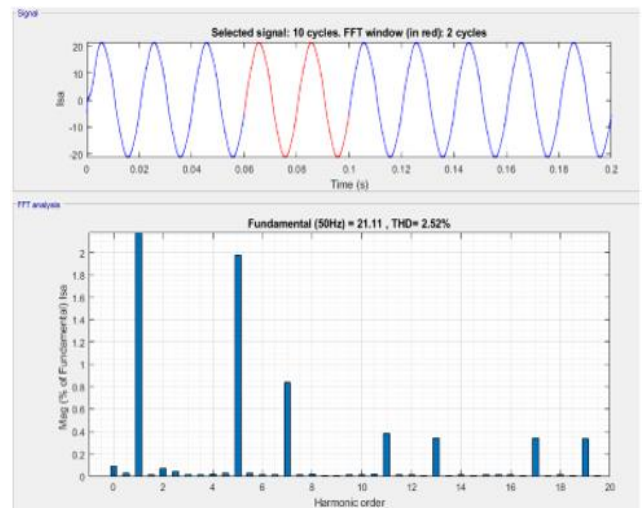 Signal
Selected signal: 10 cycles. FFT window (in red): 2 cycles
20
10
0
-10
-20
Isa
0 0.02 0.04 0.06 0.08 0.1 0.12 0.14 0.16 0.18 0.2
Time (s)
FFT analysis
Fundamental (50Hz) = 21.11 , THD= 2.52%
2
1.8
1.6
1.4
1.2
1
0.8
0.6
0.4
0.2
0
Mag (% of Fundamental) Isa
0 2 4 6 8 10 12 14 16 18 20
Harmonic order